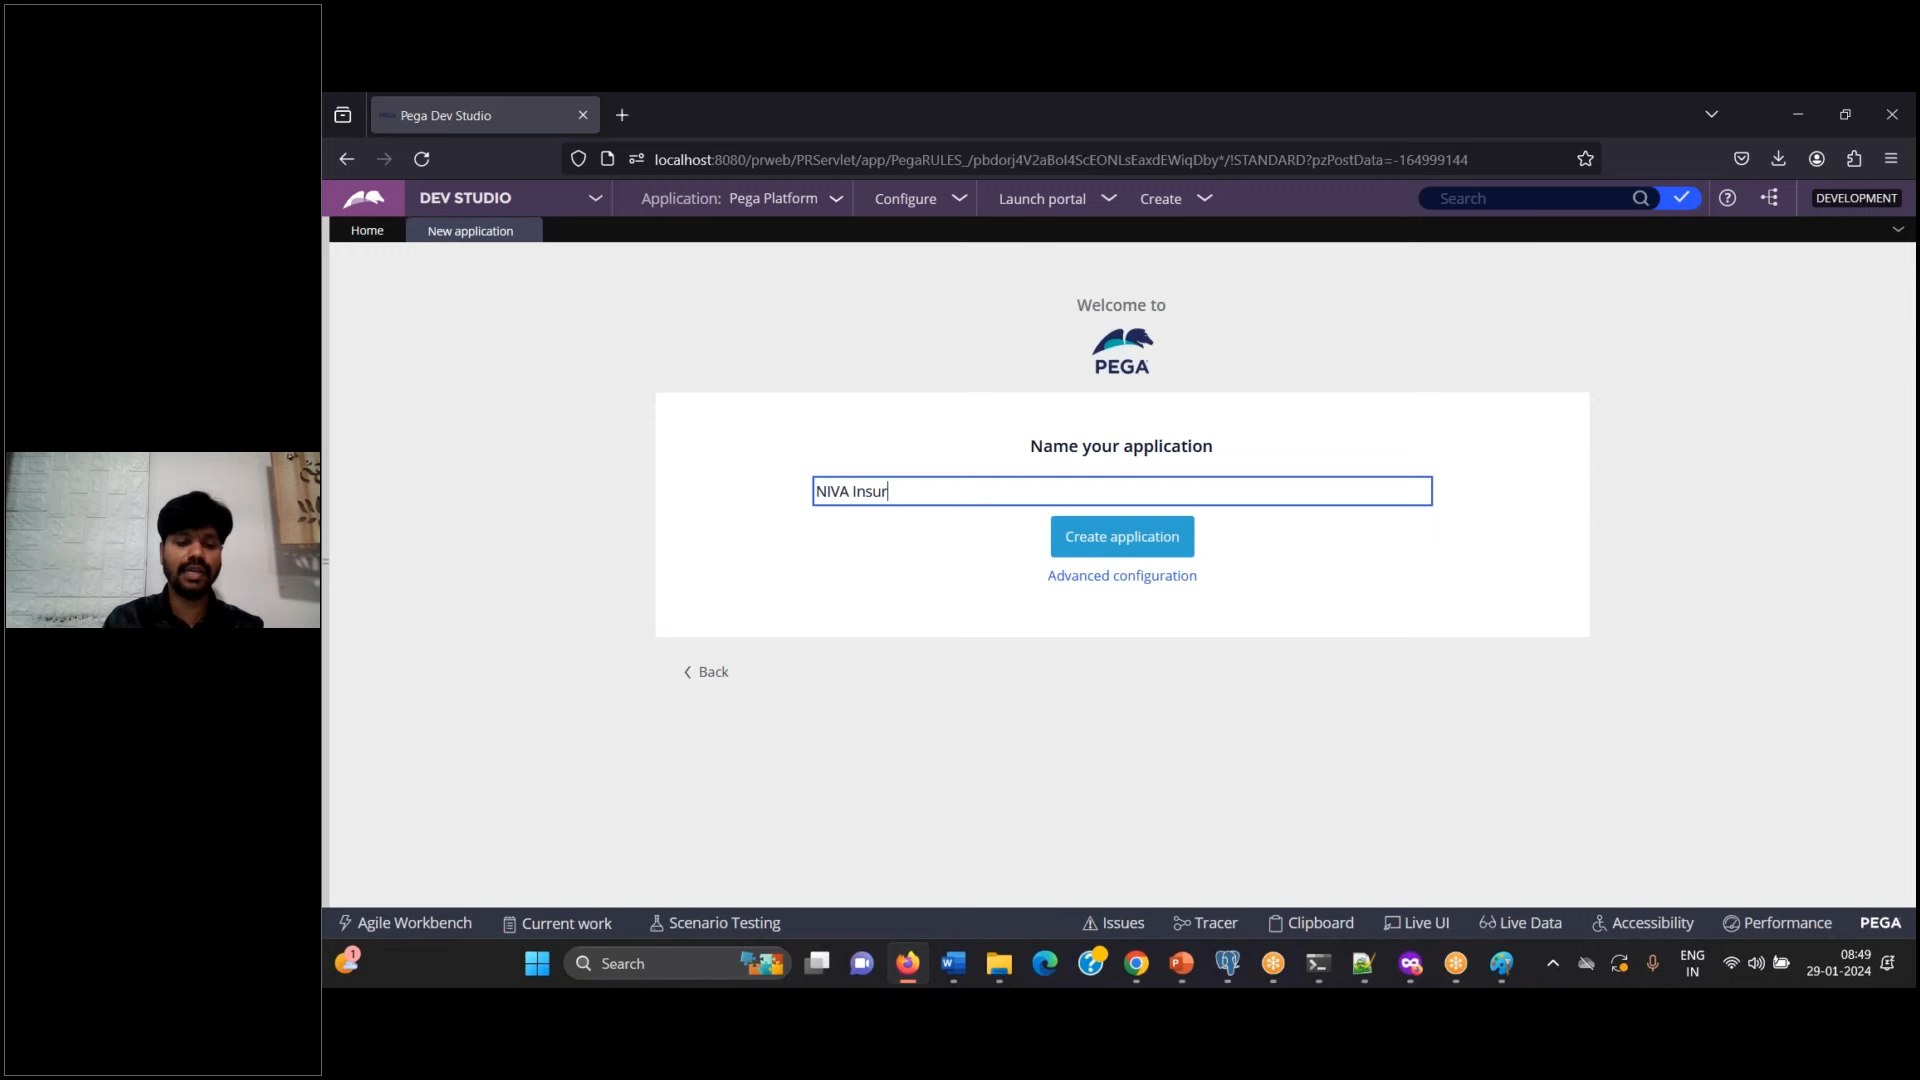 Pega Dev Studio
localhost:8080/prweb/PRServlet/app/PegaRULES_/pbdorj4V2aBoI4ScEONLsEaxdEWiqDby*/!STANDARD?pzPostData=-164999144
DEV STUDIO
Application: Pega Platform
Configure
Launch portal
Create
Search
DEVELOPMENT
Home
New application
Welcome to
PEGA
Name your application
NIVA Insur
Create application
Advanced configuration
Back
Agile Workbench
Current work
Scenario Testing
Issues
Tracer
Clipboard
Live UI
Live Data
Accessibility
Performance
PEGA
1
Search
ENG
IN
08:49
29-01-2024